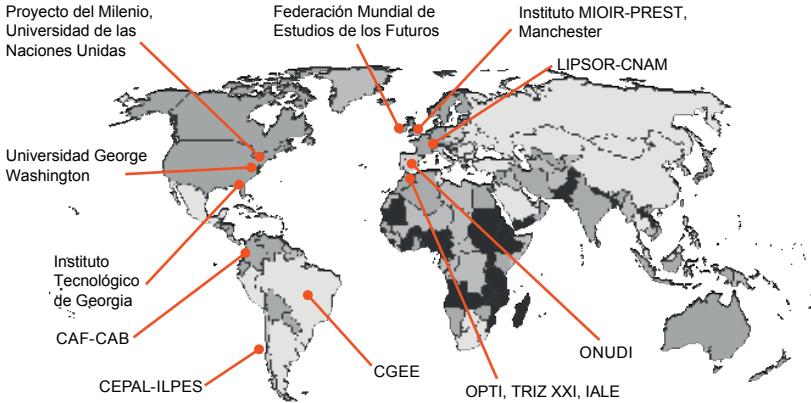 Proyecto del Milenio,
Universidad de las
Naciones Unidas
Federación Mundial de
Estudios de los Futuros
Instituto MIOIR-PREST,
Manchester
LIPSOR-CNAM
Universidad George
Washington
Instituto
Tecnológico
de Georgia
CAF-CAB
CEPAL-ILPES
CGEE
ONUDI
OPTI, TRIZ XXI, IALE